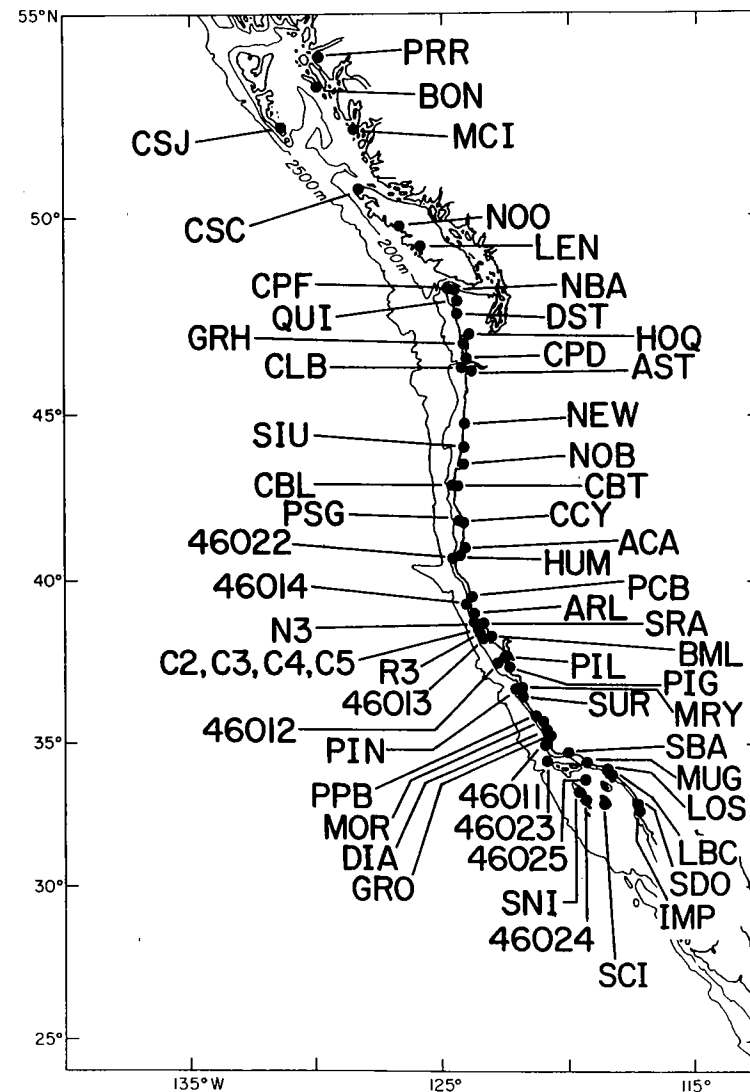 55°N
PRR
BON
CSJ
MCI
2500m
50°
CSC
NOO
200m
LEN
CPF
NBA
QUI
DST
GRH
HOQ
CPD
CLB
AST
45°
NEW
SIU
NOB
CBL
CBT
PSG
CCY
46022
ACA
HUM
40°
46014
PCB
ARL
N3
SRA
C2, C3, C4, C5
BML
R3
PIL
46013
PIG
SUR
MRY
46012
PIN
35°
SBA
PPB
46011
MUG
MOR
46023
LOS
DIA
46025
LBC
GRO
SDO
30°
SNI
IMP
46024
SCI
25°
135°W
125°
115°